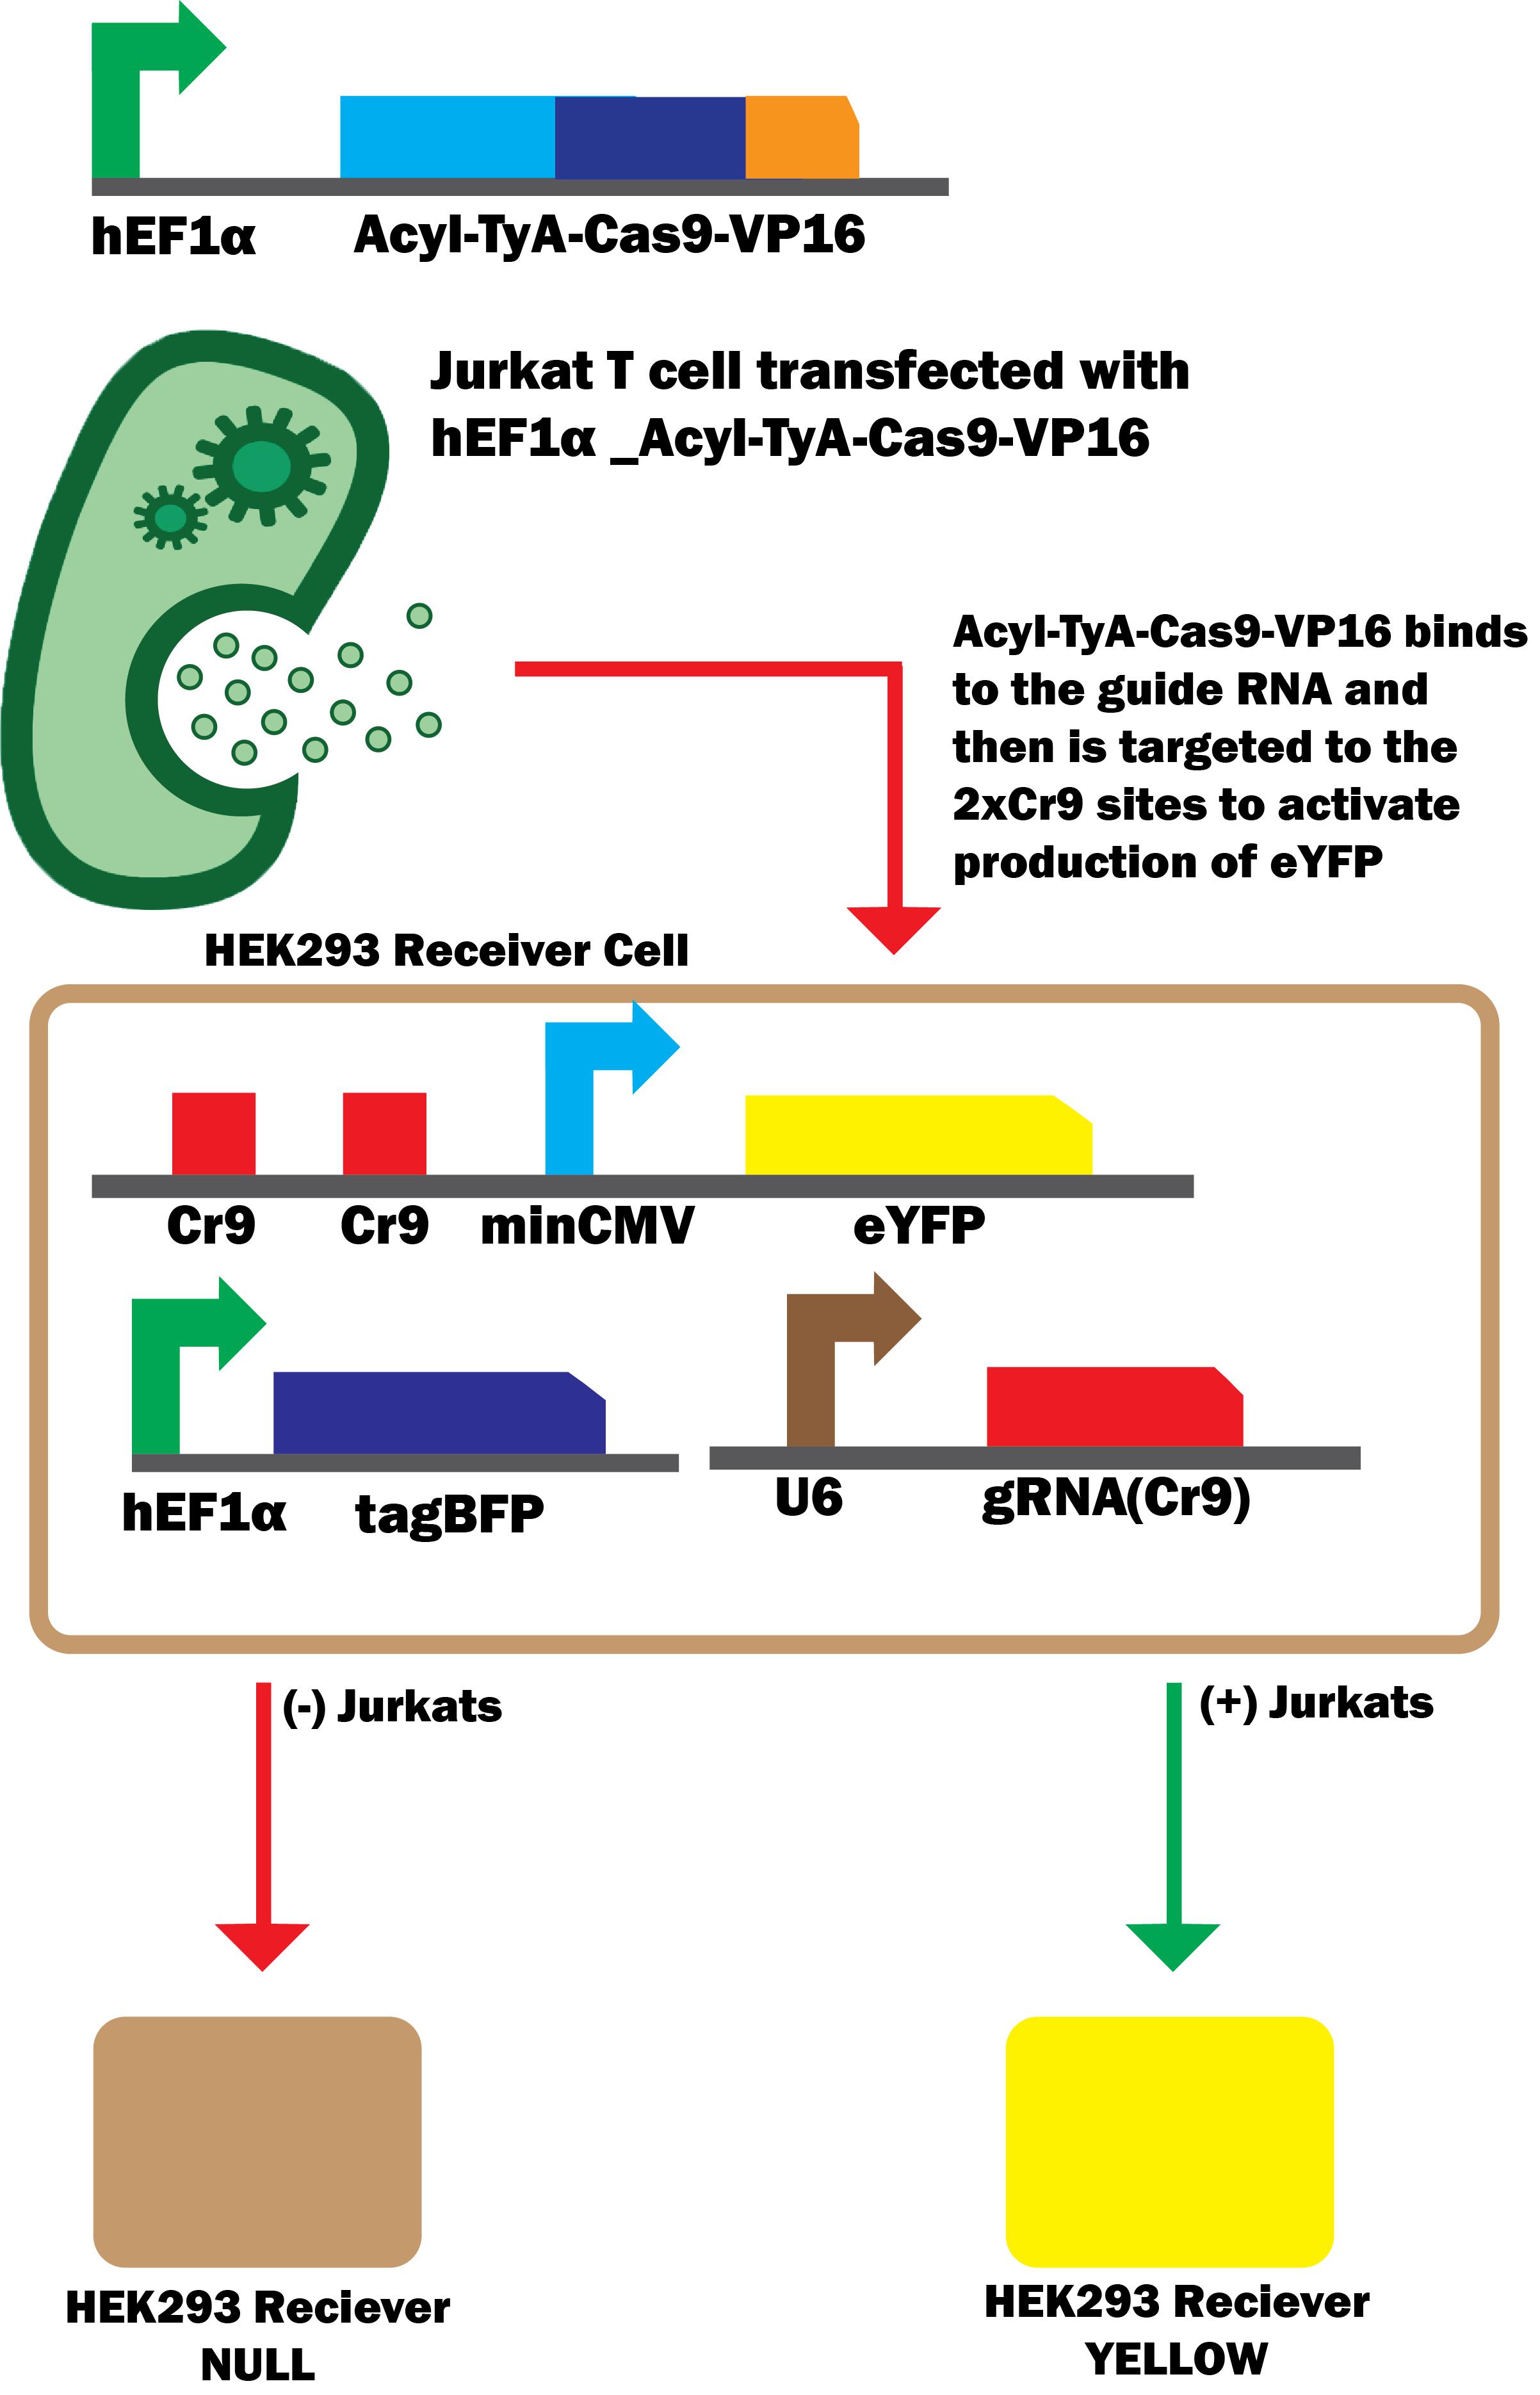 hEF1α
Acyl-TyA-Cas9-VP16
Jurkat T cell transfected with
hEF1α _Acyl-TyA-Cas9-VP16
Acyl-TyA-Cas9-VP16 binds
to the guide RNA and
then is targeted to the
2xCr9 sites to activate
production of eYFP
HEK293 Receiver Cell
Cr9
Cr9
minCMV
eYFP
hEF1α
tagBFP
U6
gRNA(Cr9)
(-) Jurkats
(+) Jurkats
HEK293 Reciever
NULL
HEK293 Reciever
YELLOW